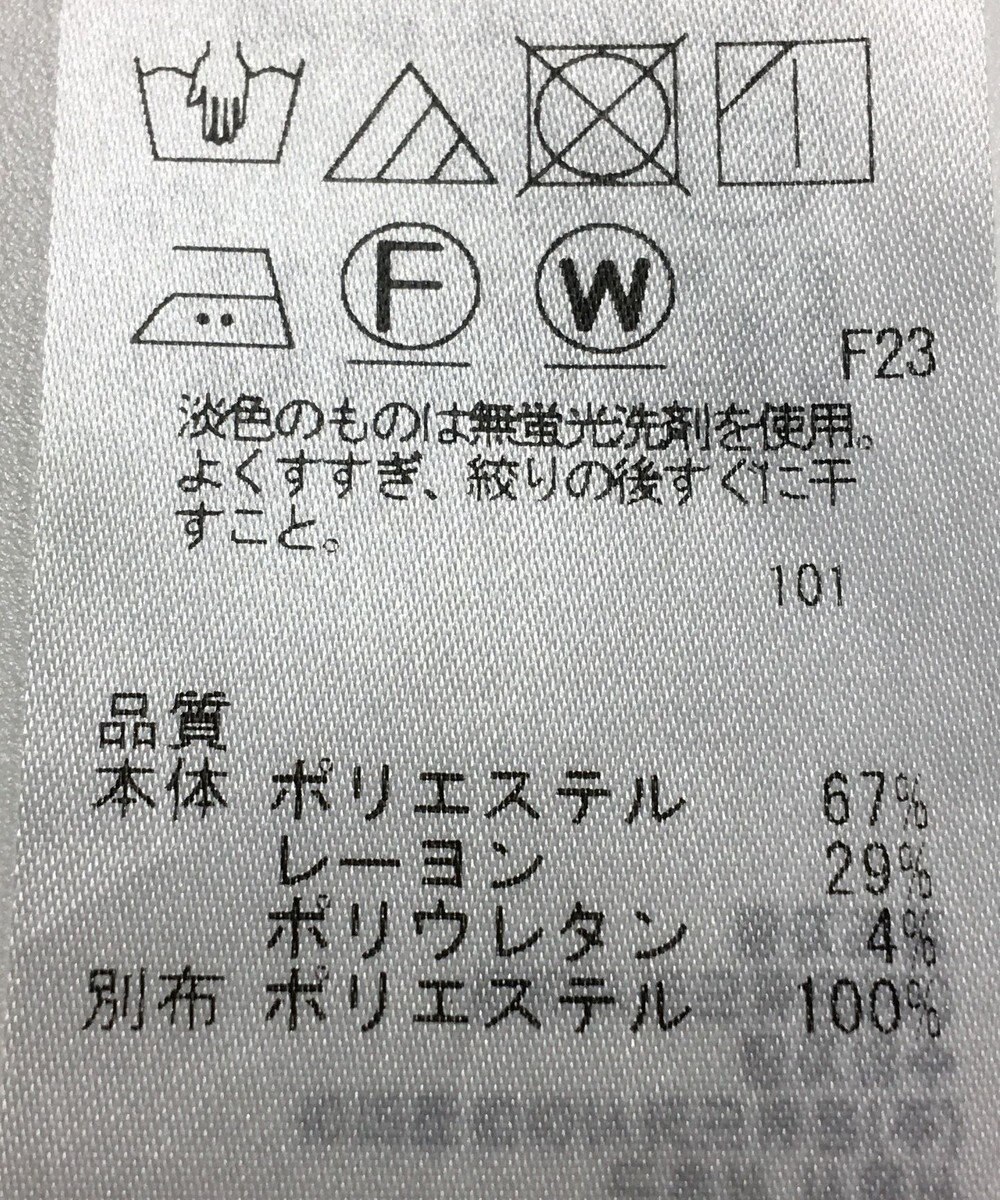 F
W
F23
淡色のものは無蛍光洗剤を使用。
よくすすぎ、絞りの後すぐに干
すこと。
101
品質
本体 ポリエステル 67%
レーヨン 29%
ポリウレタン 4%
別布 ポリエステル 100%